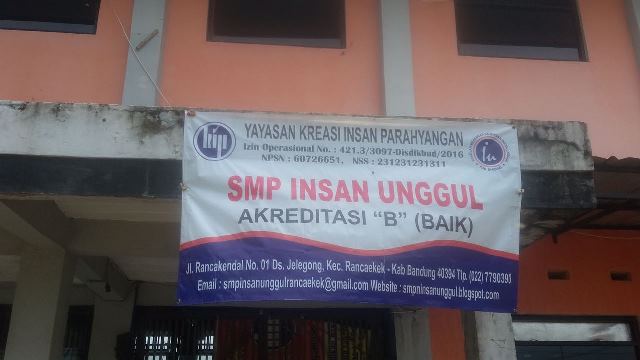 YAYASAN KREASI INSAN PARAHYANGAN
Izin Operasional No. : 421.3/3097-Disdikbud/2016
NPSN : 60726651, NSS : 231231231311
SMP INSAN UNGGUL
AKREDITASI "B" (BAIK)
Jl. Rancakendal No. 01 Ds. Jelegong, Kec. Rancaekek - Kab Bandung 40394 Tlp. (022) 7790390
Email : smpinsanunggulrancaekek@gmail.com Website : smpninsanunggul.blogspot.com